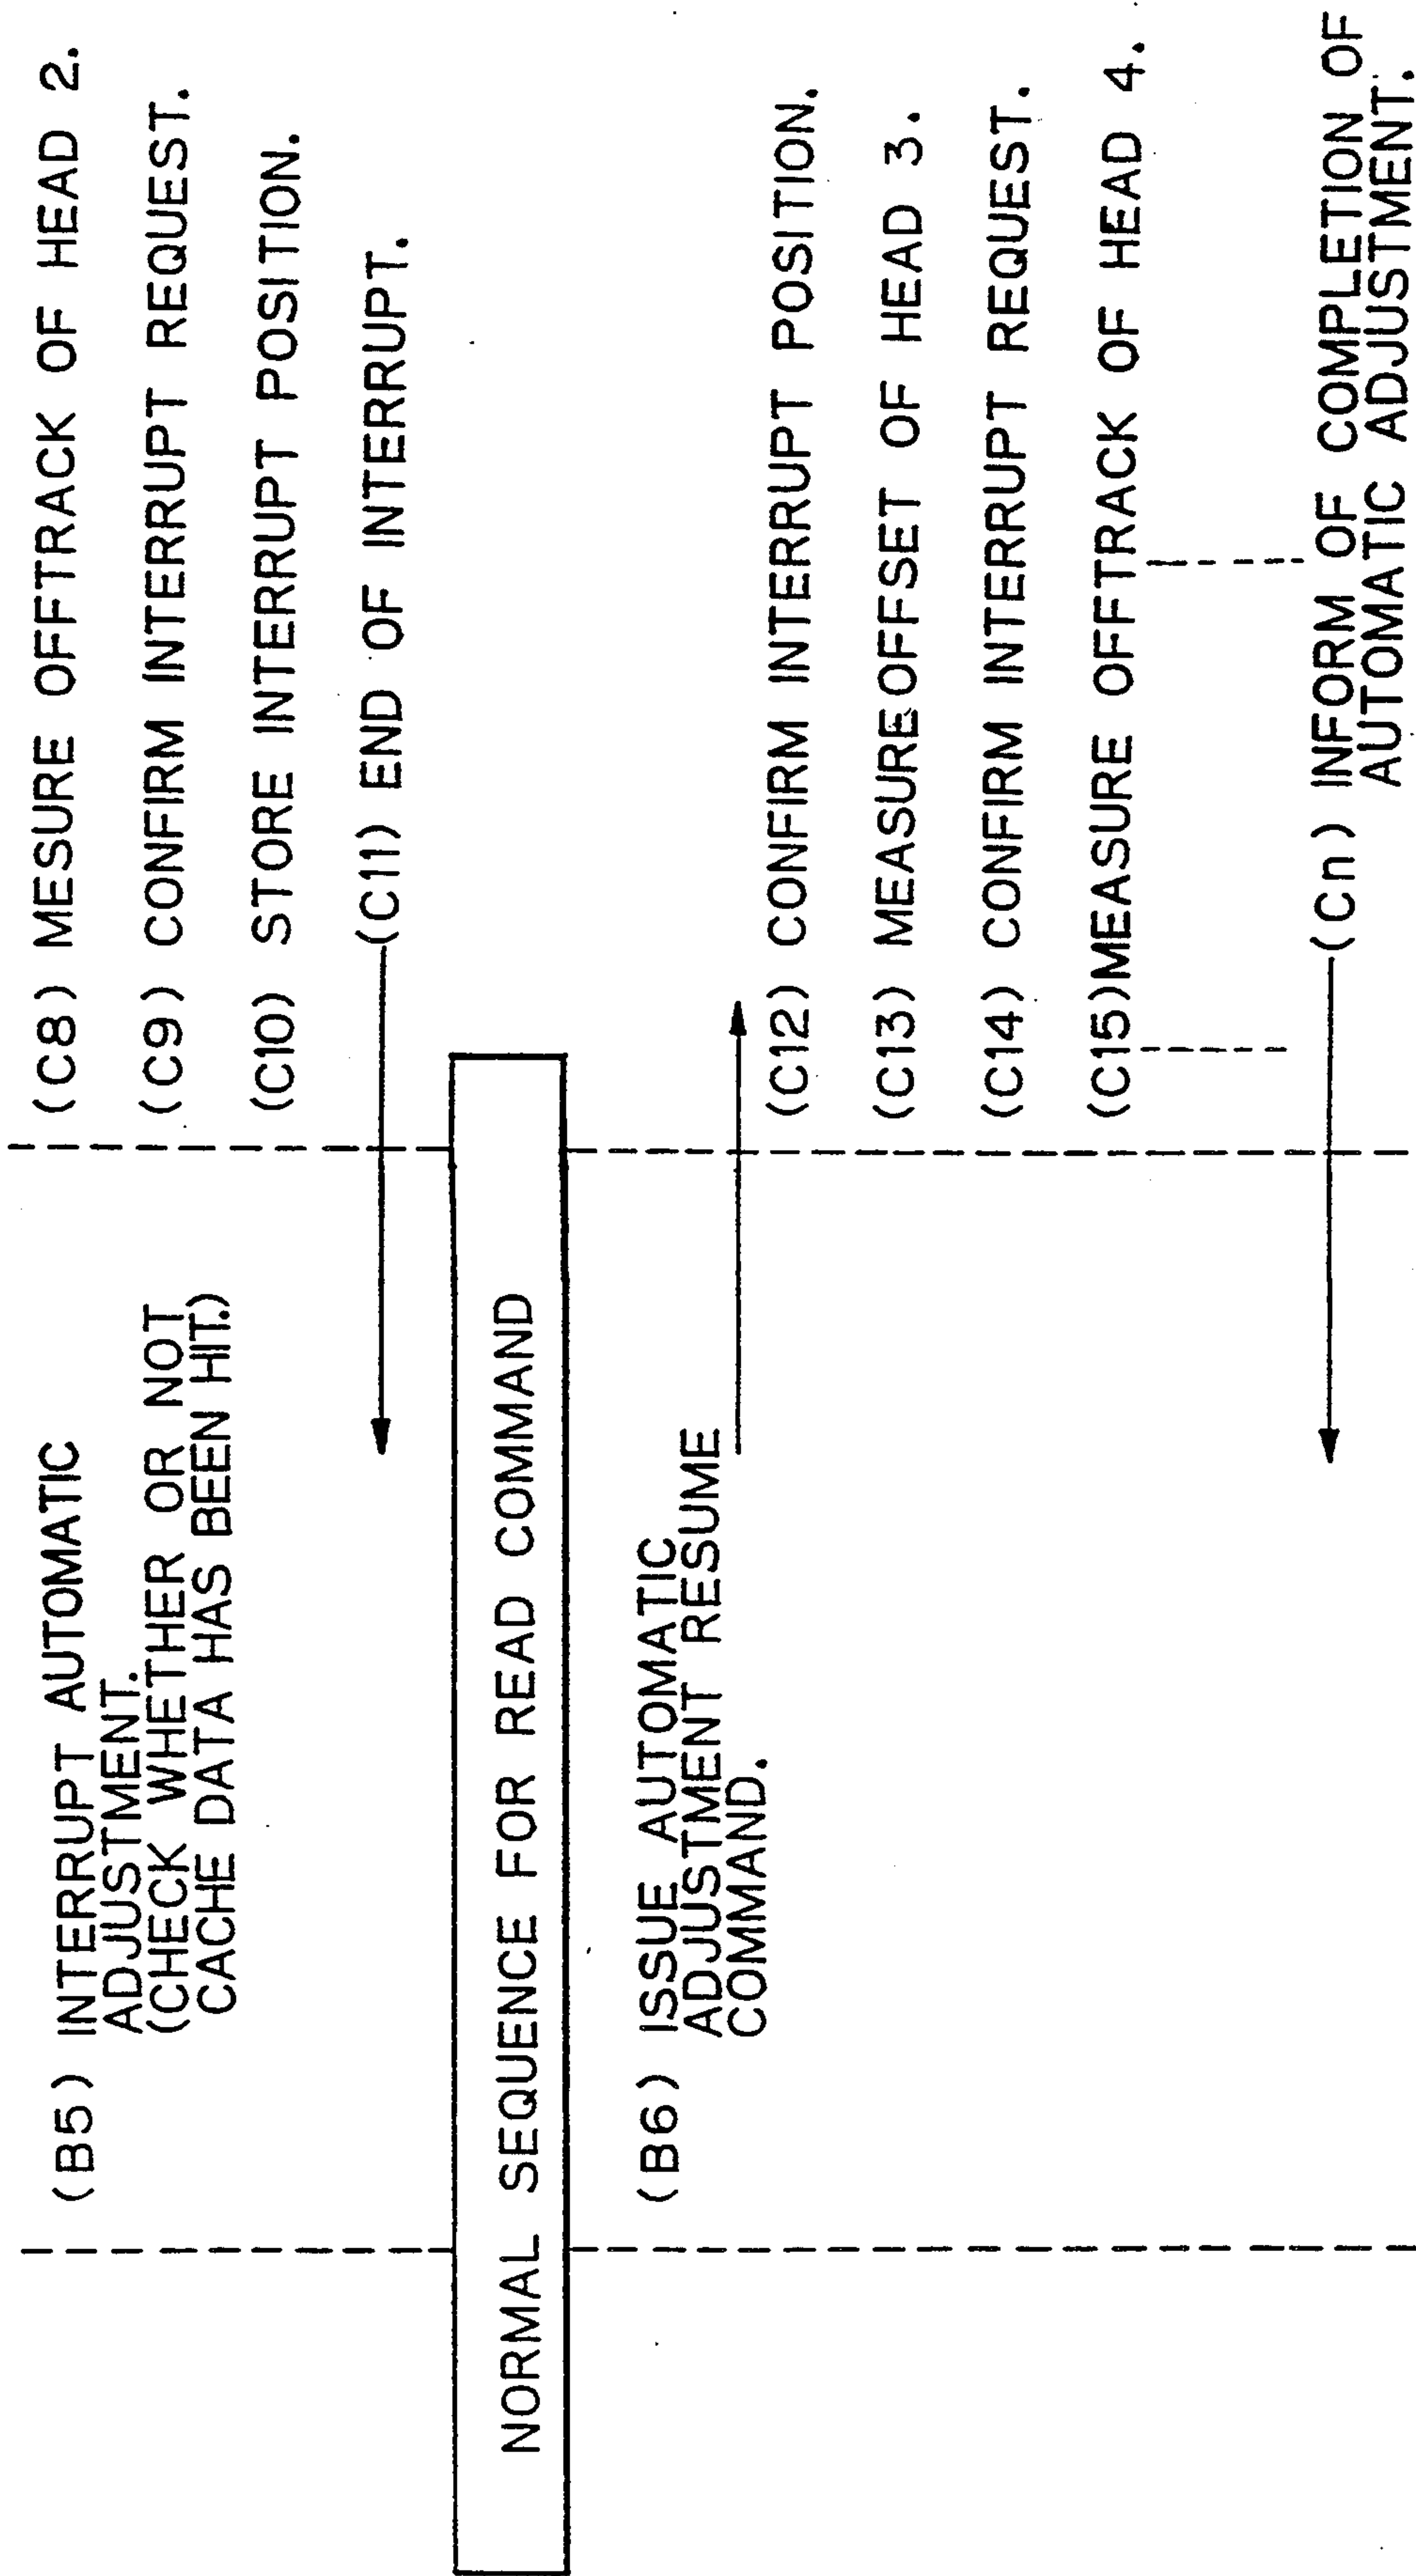 (B5) INTERRUPT AUTOMATIC
ADJUSTMENT.
(CHECK WHETHER OR NOT
CACHE DATA HAS BEEN HIT.)
(C8) MESURE OFFTRACK OF HEAD 2.
(C9) CONFIRM INTERRUPT REQUEST.
(C10) STORE INTERRUPT POSITION.
(C11) END OF INTERRUPT.
NORMAL SEQUENCE FOR READ COMMAND
(B6) ISSUE AUTOMATIC
ADJUSTMENT RESUME
COMMAND.
(C12) CONFIRM INTERRUPT POSITION.
(C13) MEASURE OFFSET OF HEAD 3.
(C14) CONFIRM INTERRUPT REQUEST.
(C15) MEASURE OFFTRACK OF HEAD 4.
(Cn) INFORM OF COMPLETION OF
AUTOMATIC ADJUSTMENT.